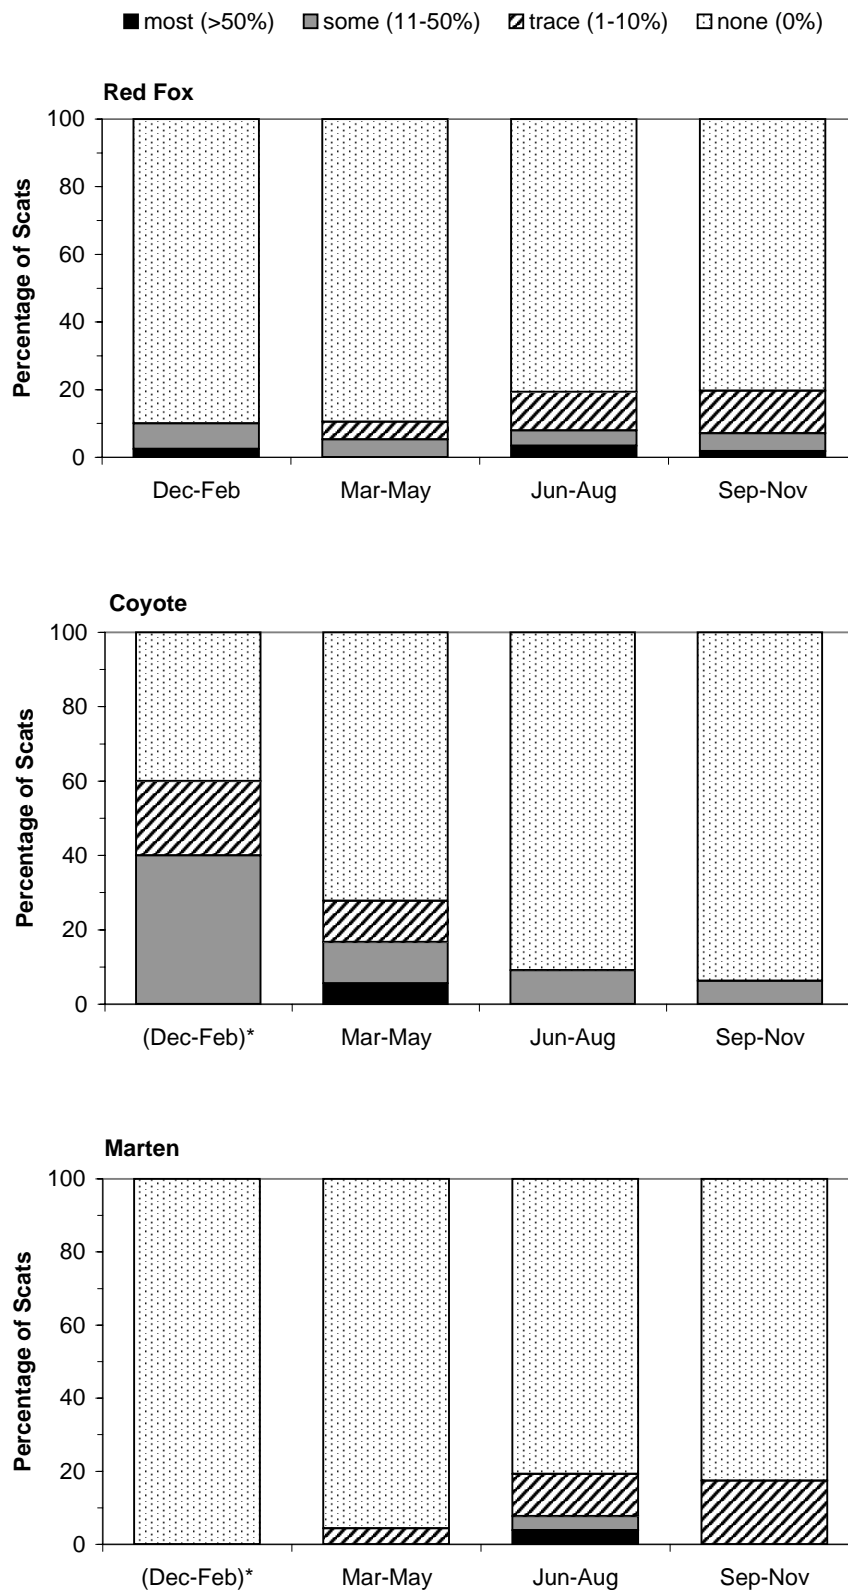 most (>50%) some (11-50%) trace (1-10%) none (0%)
Red Fox
Percentage of Scats
100
80
60
40
20
0
Dec-Feb Mar-May Jun-Aug Sep-Nov
Coyote
Percentage of Scats
100
80
60
40
20
0
(Dec-Feb)* Mar-May Jun-Aug Sep-Nov
Marten
Percentage of Scats
100
80
60
40
20
0
(Dec-Feb)* Mar-May Jun-Aug Sep-Nov